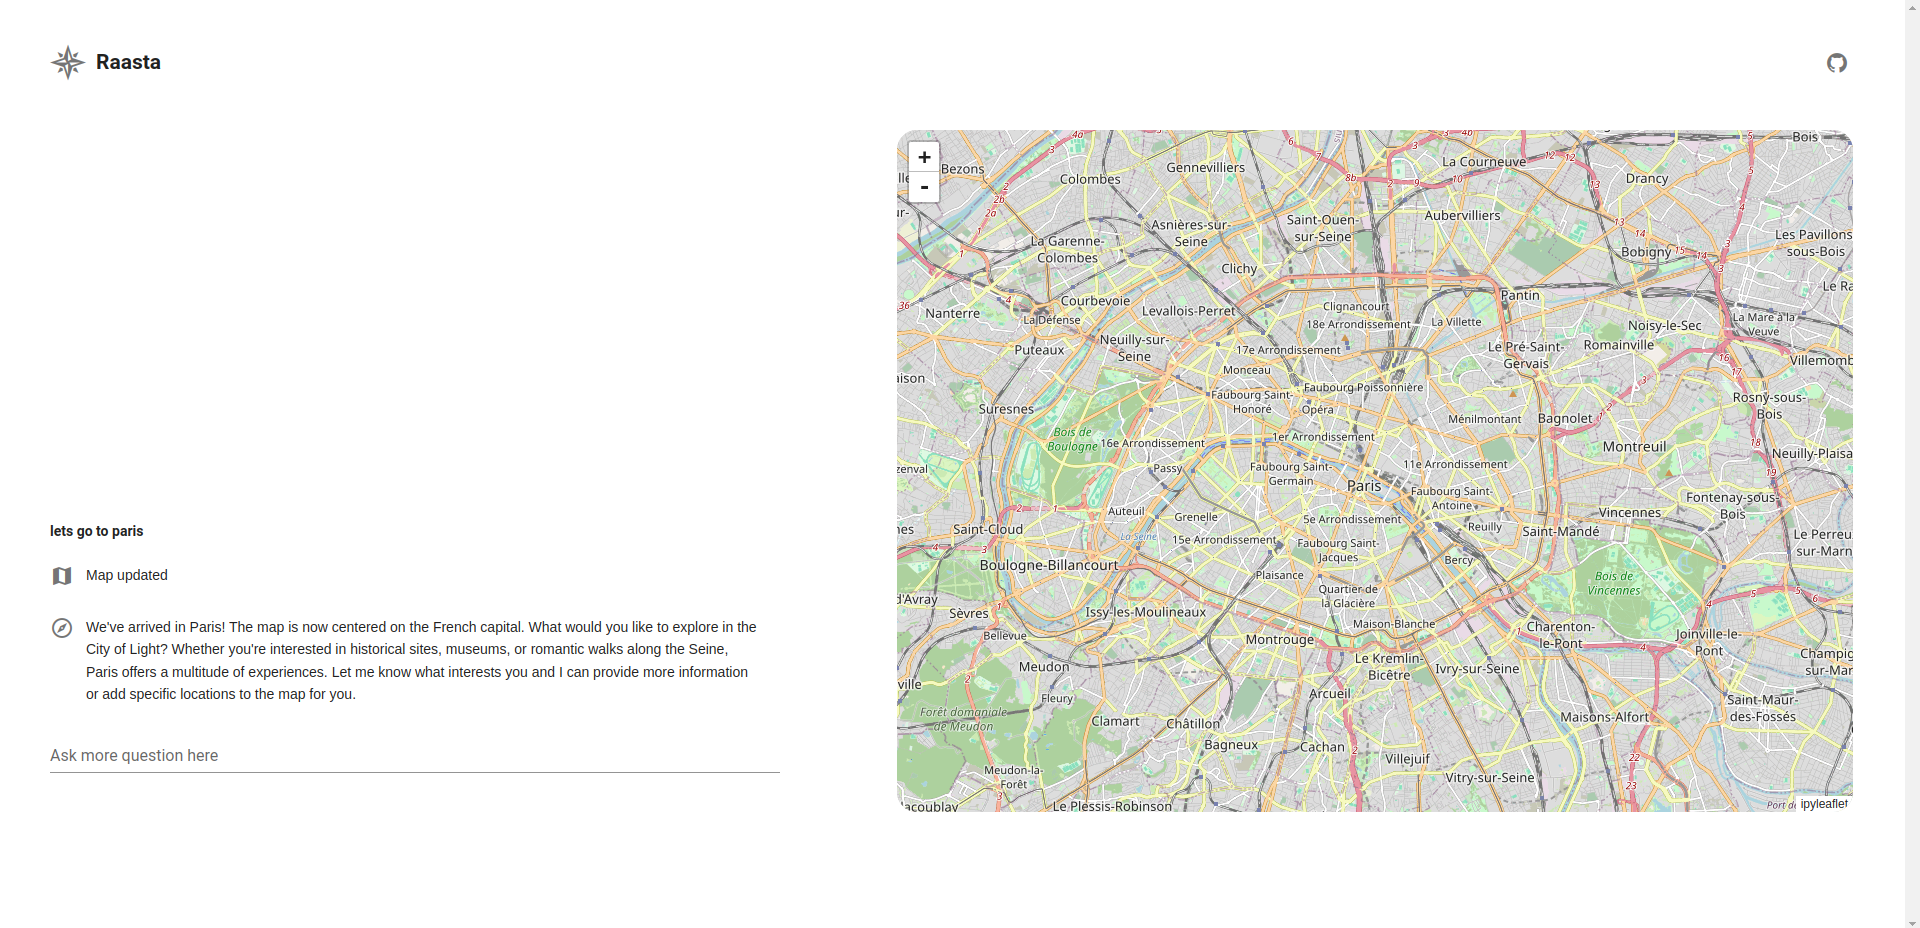 Raasta
lets go to paris
Map updated
We've arrived in Paris! The map is now centered on the French capital. What would you like to explore in the
City of Light? Whether you're interested in historical sites, museums, or romantic walks along the Seine,
Paris offers a multitude of experiences. Let me know what interests you and I can provide more information
or add specific locations to the map for you.
Ask more question here
+
-
Bezons
Colombes
Gennevilliers
La Courneuve
Bois
Drancy
Asnières-sur-
Seine
Saint-Ouen-
sur-Seine
Aubervilliers
La Garenne-
Colombes
Clichy
Bobigny
Les Pavillons
sous-Bois
Courbevoie
Nanterre
La Défense
Levallois-Perret
Clignancourt
18e Arrondissement
La Villette
Pantin
Noisy-le-Sec
La Mare à la
Veuve
Puteaux
Neuilly-sur-
Seine
17e Arrondissement
Monceau
Le Pré-Saint-
Gervais
Romainville
Villemomb
Faubourg Poissonnière
Faubourg Saint-
Honoré
Opéra
Suresnes
Ménilmontant
Bagnolet
Rosny-sous-
Bois
Bois de
Boulogne
16e Arrondissement
1er Arrondissement
Montreuil
Neuilly-Plaisa
Passy
Faubourg Saint-
Germain
Paris
11e Arrondissement
Faubourg Saint-
Antoine
Fontenay-sous-
Bois
Saint-Cloud
Auteuil
La Seine
Grenelle
15e Arrondissement
5e Arrondissement
Faubourg Saint-
Jacques
Reuilly
Saint-Mandé
Vincennes
Le Perreu
sur-Marn
Boulogne-Billancourt
Plaisance
Quartier de
la Glacière
Bercy
Bois de
Vincennes
d'Avray
Sèvres
Issy-les-Moulineaux
Maison-Blanche
Bellevue
Montrouge
Charenton-
le-Pont
Joinville-le-
Pont
Meudon
Le Kremlin-
Bicêtre
Ivry-sur-Seine
Champig
sur-Mar
ville
Fleury
Arcueil
Forêt domaniale
de Meudon
Clamart
Châtillon
Maisons-Alfort
Saint-Maur-
des-Fossés
Bagneux
Cachan
Villejuif
Meudon-la-
Forêt
Vitry-sur-Seine
acoublay
Le Plessis-Robinson
ipyleaflet